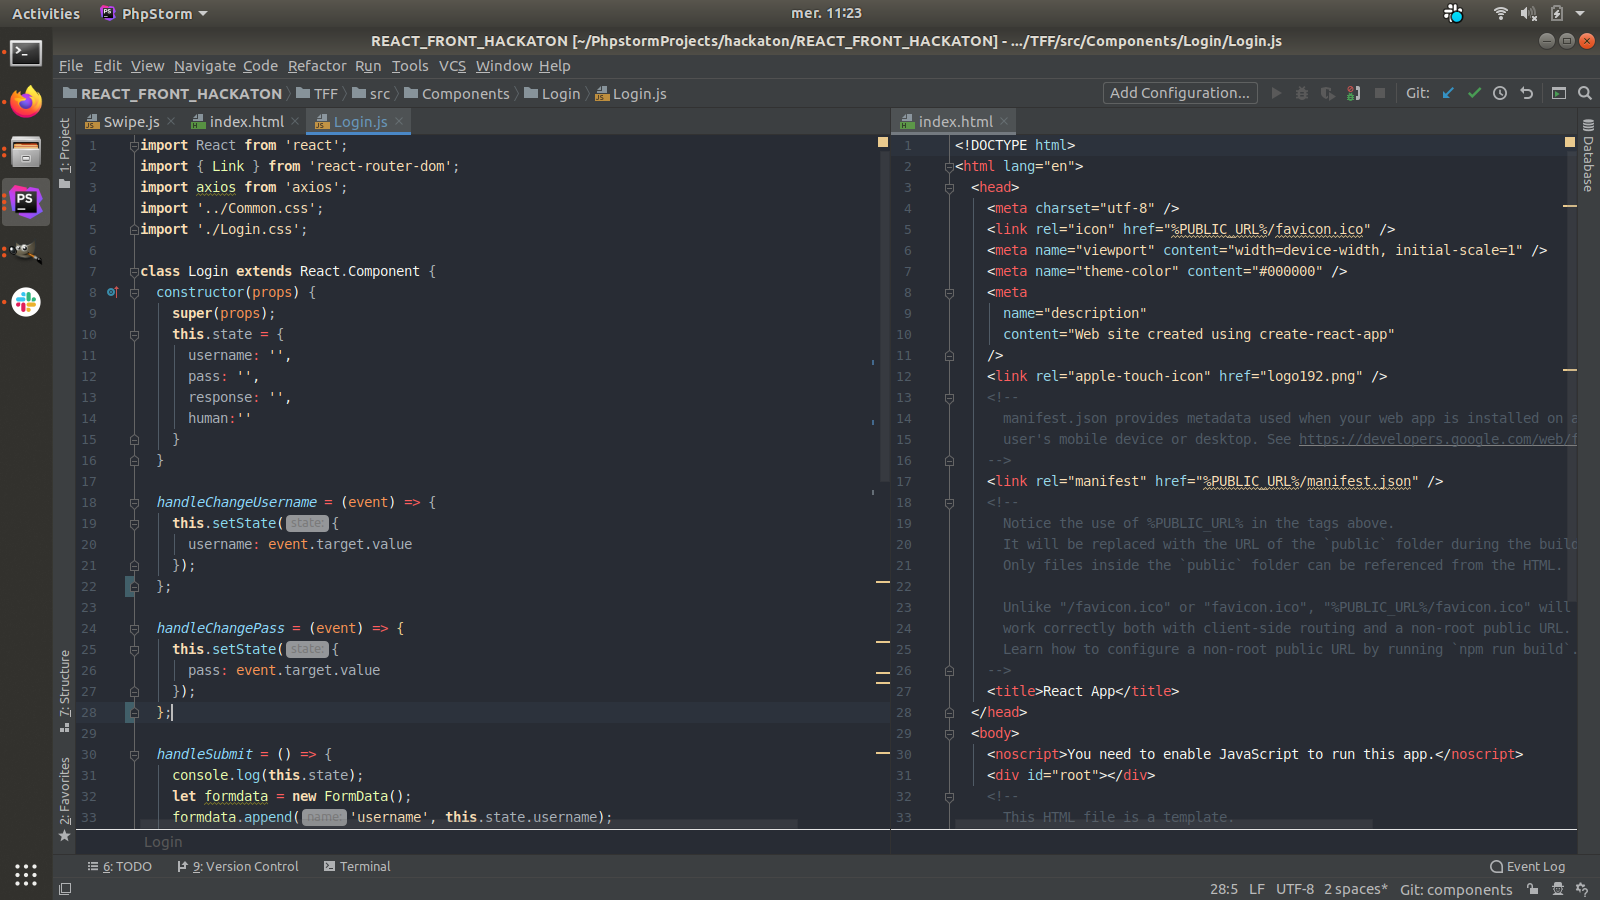 Activities
PhpStorm
mer. 11:23
REACT_FRONT_HACKATON [~/PhpstormProjects/hackaton/REACT_FRONT_HACKATON] - .../TFF/src/Components/Login/Login.js
File Edit View Navigate Code Refactor Run Tools VCS Window Help
REACT_FRONT_HACKATON TFF src Components Login Login.js
Add Configuration...
Git:
Swipe.js index.html Login.js
1: Project
7: Structure
2: Favorites
1 import React from 'react';
2 import { Link } from 'react-router-dom';
3 import axios from 'axios';
4 import '../Common.css';
5 import './Login.css';
6
7 class Login extends React.Component {
8 constructor(props) {
9 super(props);
10 this.state = {
11 username: '',
12 pass: '',
13 response: '',
14 human:''
15 }
16 }
17
18 handleChangeUsername = (event) => {
19 this.setState( state: {
20 username: event.target.value
21 });
22 };
23
24 handleChangePass = (event) => {
25 this.setState( state: {
26 pass: event.target.value
27 });
28 };
29
30 handleSubmit = () => {
31 console.log(this.state);
32 let formdata = new FormData();
33 formdata.append( name: 'username', this.state.username);
Login
index.html
1 <!DOCTYPE html>
2 <html lang="en">
3 <head>
4 <meta charset="utf-8" />
5 <link rel="icon" href="%PUBLIC_URL%/favicon.ico" />
6 <meta name="viewport" content="width=device-width, initial-scale=1" />
7 <meta name="theme-color" content="#000000" />
8 <meta
9 name="description"
10 content="Web site created using create-react-app"
11 />
12 <link rel="apple-touch-icon" href="logo192.png" />
13 <!--
14 manifest.json provides metadata used when your web app is installed on a
15 user's mobile device or desktop. See https://developers.google.com/web/f
16 -->
17 <link rel="manifest" href="%PUBLIC_URL%/manifest.json" />
18 <!--
19 Notice the use of %PUBLIC_URL% in the tags above.
20 It will be replaced with the URL of the `public` folder during the build
21 Only files inside the `public` folder can be referenced from the HTML.
22
23 Unlike "/favicon.ico" or "favicon.ico", "%PUBLIC_URL%/favicon.ico" will
24 work correctly both with client-side routing and a non-root public URL.
25 Learn how to configure a non-root public URL by running `npm run build`.
26 -->
27 <title>React App</title>
28 </head>
29 <body>
30 <noscript>You need to enable JavaScript to run this app.</noscript>
31 <div id="root"></div>
32 <!--
33 This HTML file is a template.
Database
6: TODO 9: Version Control Terminal
Event Log
28:5 LF UTF-8 2 spaces* Git: components